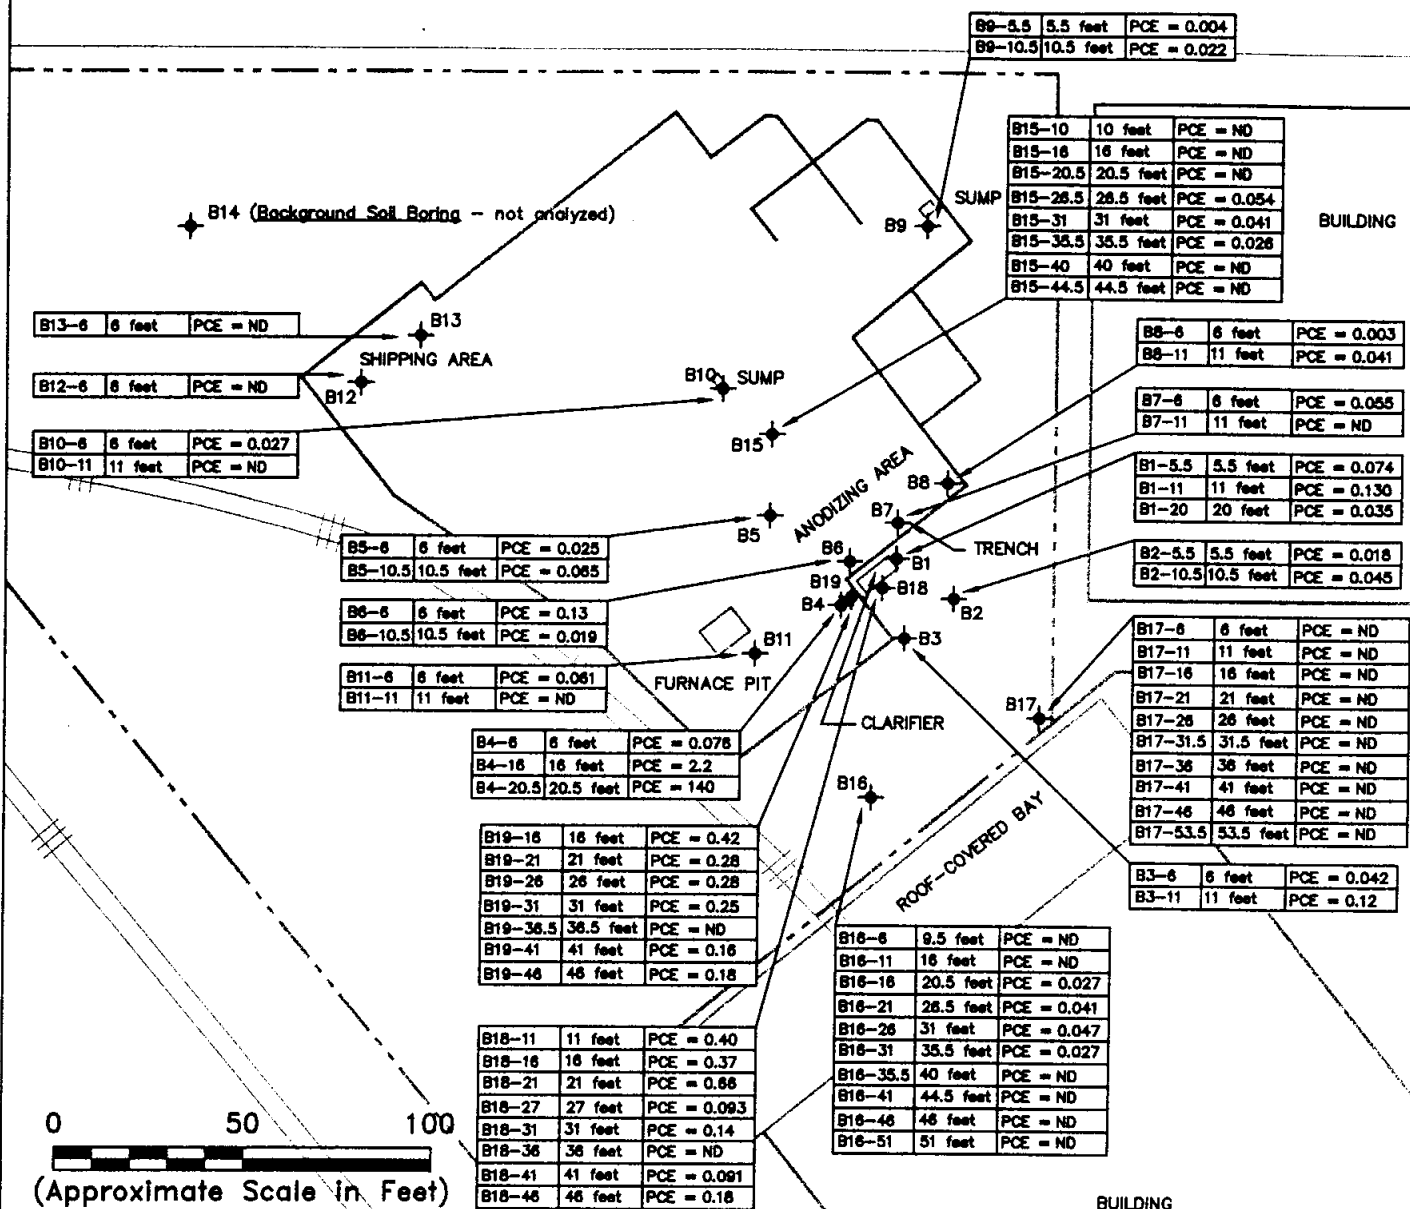 B9-5.5 5.5 feet PCE = 0.004
B9-10.5 10.5 feet PCE = 0.022
B15-10 10 feet PCE = ND
B15-16 16 feet PCE = ND
B15-20.5 20.5 feet PCE = ND
B15-26.5 26.5 feet PCE = 0.054
B15-31 31 feet PCE = 0.041
B15-35.5 35.5 feet PCE = 0.026
B15-40 40 feet PCE = ND
B15-44.5 44.5 feet PCE = ND
BUILDING
SUMP
B9
B14 (Background Soil Boring - not analyzed)
B13-6 6 feet PCE = ND
B13
SHIPPING AREA
B12-6 6 feet PCE = ND
B12
B10 SUMP
B10-6 6 feet PCE = 0.027
B10-11 11 feet PCE = ND
B15
B8-6 6 feet PCE = 0.003
B8-11 11 feet PCE = 0.041
B7-6 6 feet PCE = 0.055
B7-11 11 feet PCE = ND
B1-5.5 5.5 feet PCE = 0.074
B1-11 11 feet PCE = 0.130
B1-20 20 feet PCE = 0.035
B2-5.5 5.5 feet PCE = 0.018
B2-10.5 10.5 feet PCE = 0.045
ANODIZING AREA
B8
B7
B5
TRENCH
B6
B1
B19
B18
B4
B2
B3
B5-6 6 feet PCE = 0.025
B5-10.5 10.5 feet PCE = 0.065
B6-6 6 feet PCE = 0.13
B6-10.5 10.5 feet PCE = 0.019
B11-6 6 feet PCE = 0.061
B11-11 11 feet PCE = ND
B11
FURNACE PIT
CLARIFIER
B17
B17-6 6 feet PCE = ND
B17-11 11 feet PCE = ND
B17-16 16 feet PCE = ND
B17-21 21 feet PCE = ND
B17-26 26 feet PCE = ND
B17-31.5 31.5 feet PCE = ND
B17-36 36 feet PCE = ND
B17-41 41 feet PCE = ND
B17-46 46 feet PCE = ND
B17-53.5 53.5 feet PCE = ND
B4-6 6 feet PCE = 0.076
B4-16 16 feet PCE = 2.2
B4-20.5 20.5 feet PCE = 140
B16
ROOF-COVERED BAY
B3-6 6 feet PCE = 0.042
B3-11 11 feet PCE = 0.12
B19-16 16 feet PCE = 0.42
B19-21 21 feet PCE = 0.28
B19-26 26 feet PCE = 0.28
B19-31 31 feet PCE = 0.25
B19-36.5 36.5 feet PCE = ND
B19-41 41 feet PCE = 0.16
B19-46 46 feet PCE = 0.18
B16-6 9.5 feet PCE = ND
B16-11 16 feet PCE = ND
B16-16 20.5 feet PCE = 0.027
B16-21 26.5 feet PCE = 0.041
B16-26 31 feet PCE = 0.047
B16-31 35.5 feet PCE = 0.027
B16-35.5 40 feet PCE = ND
B16-41 44.5 feet PCE = ND
B16-46 46 feet PCE = ND
B16-51 51 feet PCE = ND
B18-11 11 feet PCE = 0.40
B18-16 16 feet PCE = 0.37
B18-21 21 feet PCE = 0.66
B18-27 27 feet PCE = 0.093
B18-31 31 feet PCE = 0.14
B18-36 36 feet PCE = ND
B18-41 41 feet PCE = 0.091
B18-46 46 feet PCE = 0.18
0 50 100
(Approximate Scale in Feet)
BUILDING